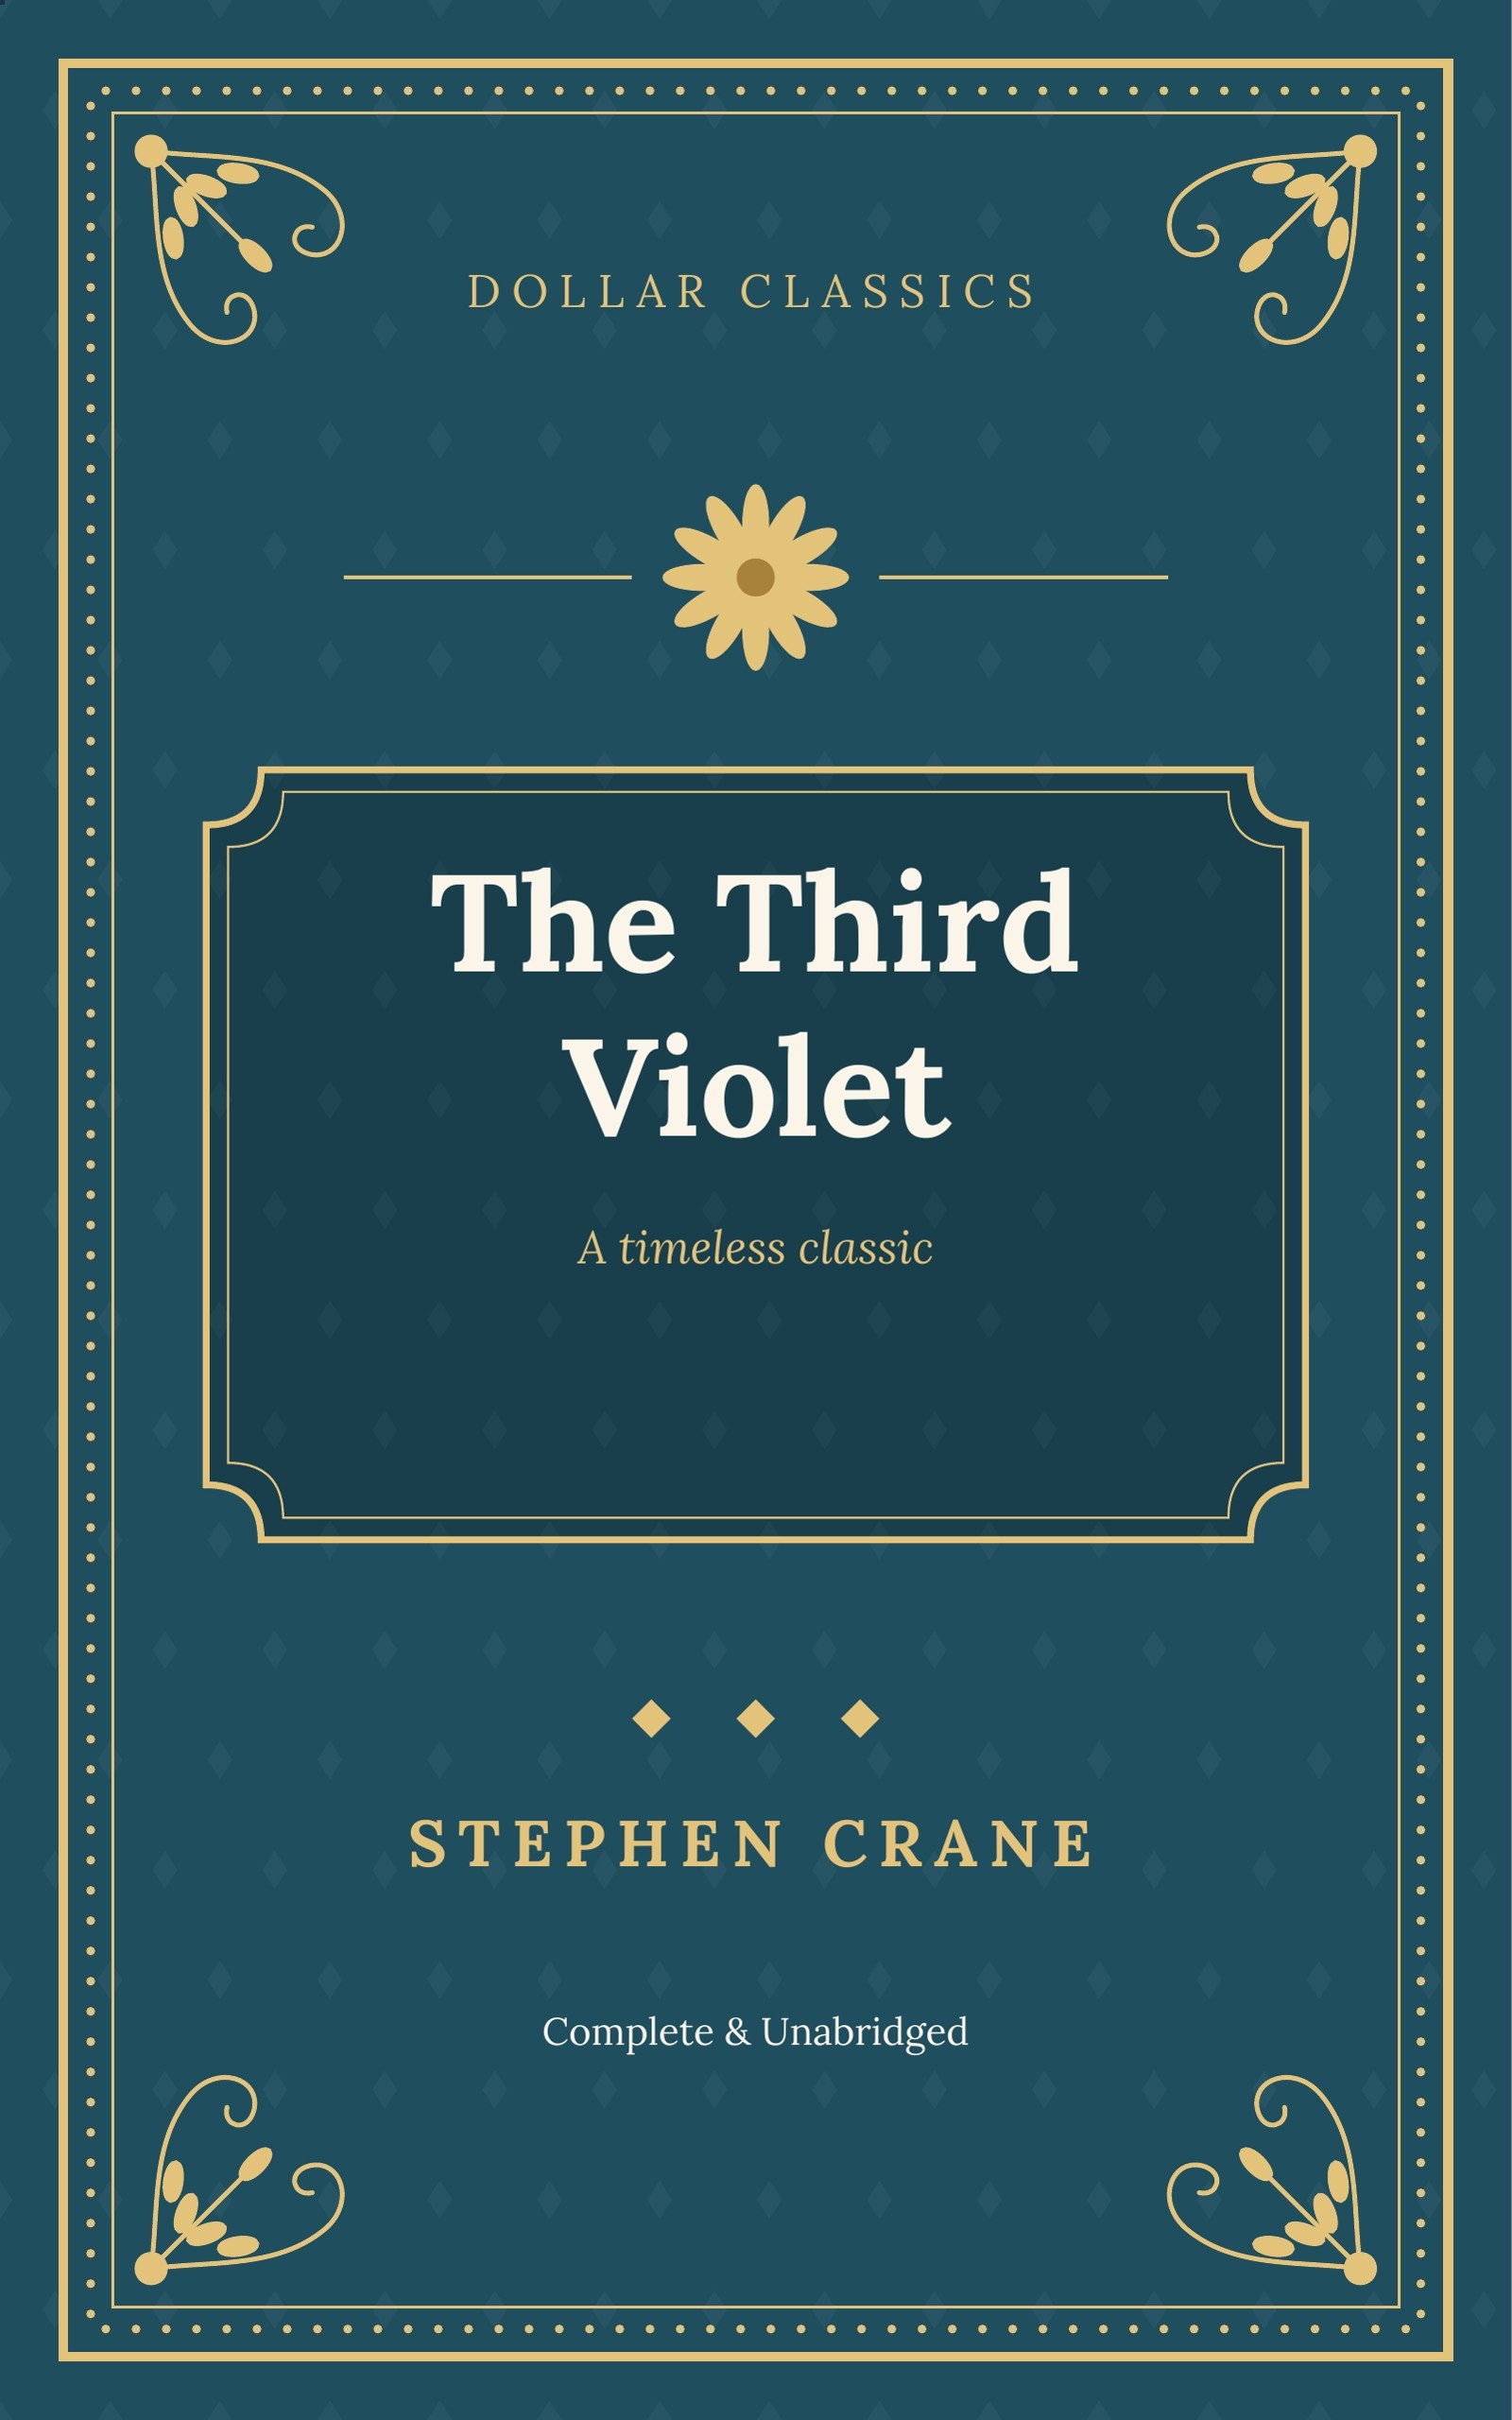 DOLLAR CLASSICS
The Third
Violet
A timeless classic
STEPHEN CRANE
Complete & Unabridged